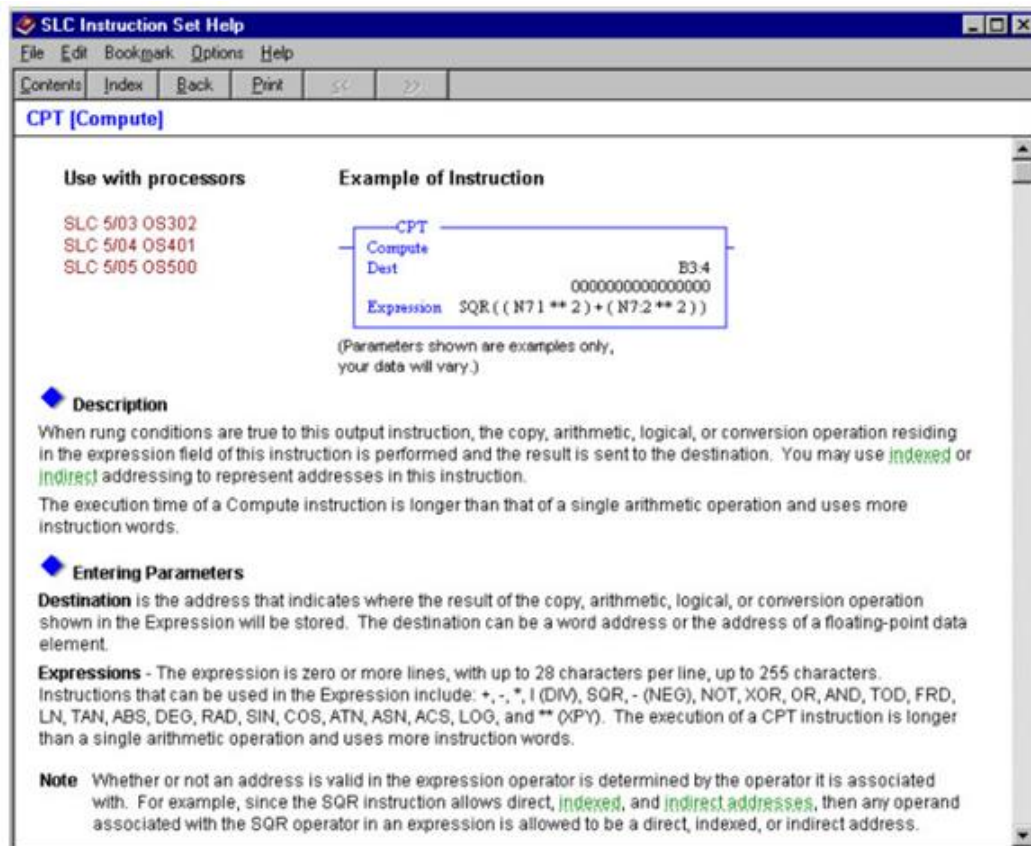 SLC Instruction Set Help
File Edit Bookmark Options Help
Contents Index Back Print << >>
CPT [Compute]
Use with processors
SLC 5/03 OS302
SLC 5/04 OS401
SLC 5/05 OS500
Example of Instruction
CPT
Compute
Dest B3:4
0000000000000000
Expression SQR((N7:1 ** 2)+(N7:2 ** 2))
(Parameters shown are examples only,
your data will vary.)
Description
When rung conditions are true to this output instruction, the copy, arithmetic, logical, or conversion operation residing
in the expression field of this instruction is performed and the result is sent to the destination. You may use indexed or
indirect addressing to represent addresses in this instruction.
The execution time of a Compute instruction is longer than that of a single arithmetic operation and uses more
instruction words.
Entering Parameters
Destination is the address that indicates where the result of the copy, arithmetic, logical, or conversion operation
shown in the Expression will be stored. The destination can be a word address or the address of a floating-point data
element.
Expressions - The expression is zero or more lines, with up to 28 characters per line, up to 255 characters.
Instructions that can be used in the Expression include: +, -, *, | (DIV), SQR, - (NEG), NOT, XOR, OR, AND, TOD, FRD,
LN, TAN, ABS, DEG, RAD, SIN, COS, ATN, ASN, ACS, LOG, and ** (XPY). The execution of a CPT instruction is longer
than a single arithmetic operation and uses more instruction words.
Note Whether or not an address is valid in the expression operator is determined by the operator it is associated
with. For example, since the SQR instruction allows direct, indexed, and indirect addresses, then any operand
associated with the SQR operator in an expression is allowed to be a direct, indexed, or indirect address.